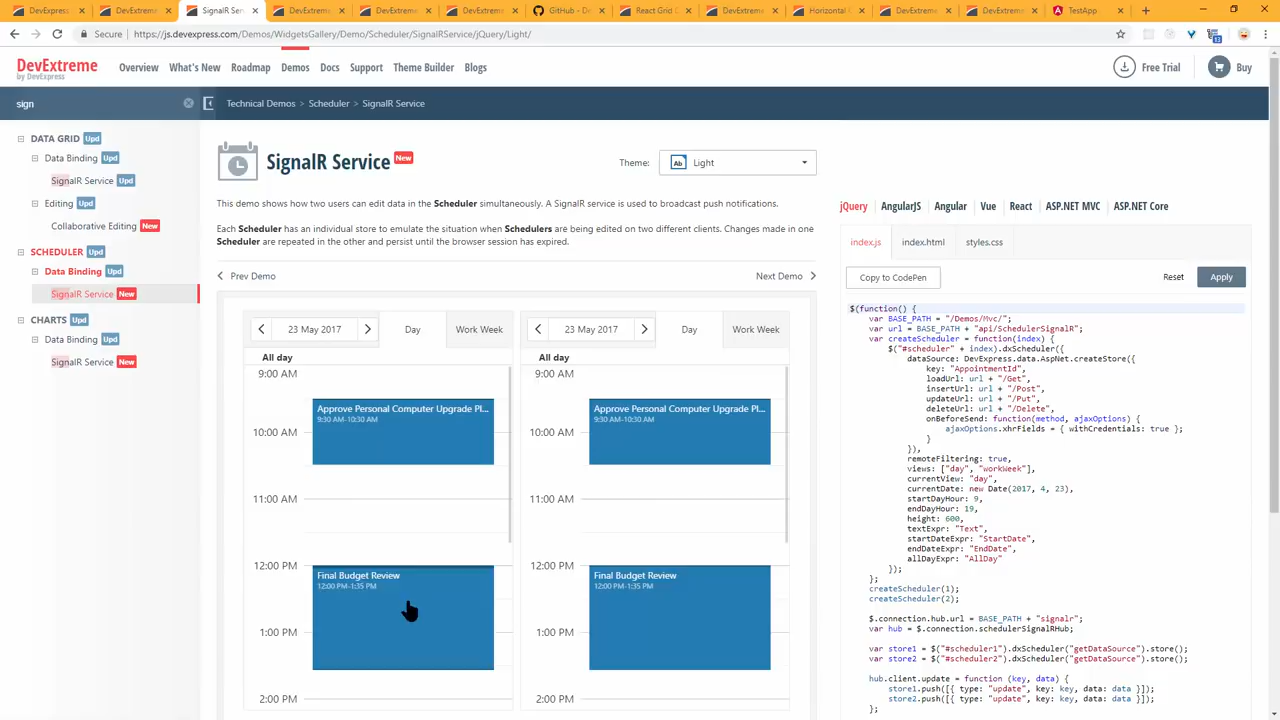 DevExpress
DevExtreme
SignalR Serv
DevExtreme
DevExtreme
DevExtreme
GitHub - De
React Grid C
DevExtreme
Horizontal
DevExtreme
DevExtreme
TestApp
Secure
https://js.devexpress.com/Demos/WidgetsGallery/Demo/Scheduler/SignalRService/jQuery/Light/
DevExtreme
by DevExpress
Overview
What's New
Roadmap
Demos
Docs
Support
Theme Builder
Blogs
Free Trial
Buy
sign
Technical Demos > Scheduler > SignalR Service
DATA GRID Upd
Data Binding Upd
SignalR Service Upd
Editing Upd
Collaborative Editing New
SCHEDULER Upd
Data Binding Upd
SignalR Service New
CHARTS Upd
Data Binding Upd
SignalR Service New
SignalR Service New
Theme:
Light
This demo shows how two users can edit data in the Scheduler simultaneously. A SignalR service is used to broadcast push notifications.
Each Scheduler has an individual store to emulate the situation when Schedulers are being edited on two different clients. Changes made in one
Scheduler are repeated in the other and persist until the browser session has expired.
Prev Demo
Next Demo
23 May 2017
Day
Work Week
All day
9:00 AM
Approve Personal Computer Upgrade Pl...
9:30 AM-10:30 AM
10:00 AM
11:00 AM
12:00 PM
Final Budget Review
12:00 PM-1:35 PM
1:00 PM
2:00 PM
23 May 2017
Day
Work Week
All day
9:00 AM
Approve Personal Computer Upgrade Pl...
9:30 AM-10:30 AM
10:00 AM
11:00 AM
12:00 PM
Final Budget Review
12:00 PM-1:35 PM
1:00 PM
2:00 PM
jQuery
AngularJS
Angular
Vue
React
ASP.NET MVC
ASP.NET Core
index.js
index.html
styles.css
Copy to CodePen
Reset
Apply
$(function() {
var BASE_PATH = "/Demos/Mvc/";
var url = BASE_PATH + "api/SchedulerSignalR";
var createScheduler = function(index) {
$("#scheduler" + index).dxScheduler({
dataSource: DevExpress.data.AspNet.createStore({
key: "AppointmentId",
loadUrl: url + "/Get",
insertUrl: url + "/Post",
updateUrl: url + "/Put",
deleteUrl: url + "/Delete",
onBeforeSend: function(method, ajaxOptions) {
ajaxOptions.xhrFields = { withCredentials: true };
}
}),
remoteFiltering: true,
views: ["day", "workWeek"],
currentView: "day",
currentDate: new Date(2017, 4, 23),
startDayHour: 9,
endDayHour: 19,
height: 600,
textExpr: "Text",
startDateExpr: "StartDate",
endDateExpr: "EndDate",
allDayExpr: "AllDay"
});
};
createScheduler(1);
createScheduler(2);
$.connection.hub.url = BASE_PATH + "signalr";
var hub = $.connection.schedulerSignalRHub;
var store1 = $("#scheduler1").dxScheduler("getDataSource").store();
var store2 = $("#scheduler2").dxScheduler("getDataSource").store();
hub.client.update = function (key, data) {
store1.push([{ type: "update", key: key, data: data }]);
store2.push([{ type: "update", key: key, data: data }]);
};